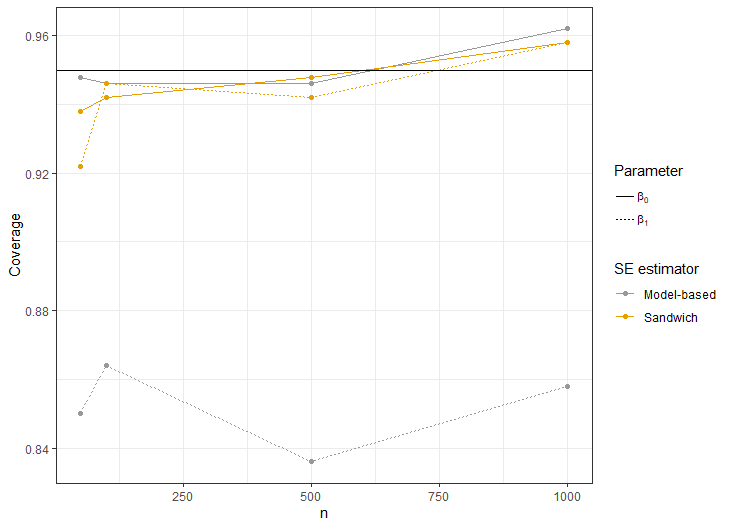 0.96
0.92
0.88
0.84
Coverage
250
500
750
1000
n
Parameter
β₀
β₁
SE estimator
Model-based
Sandwich